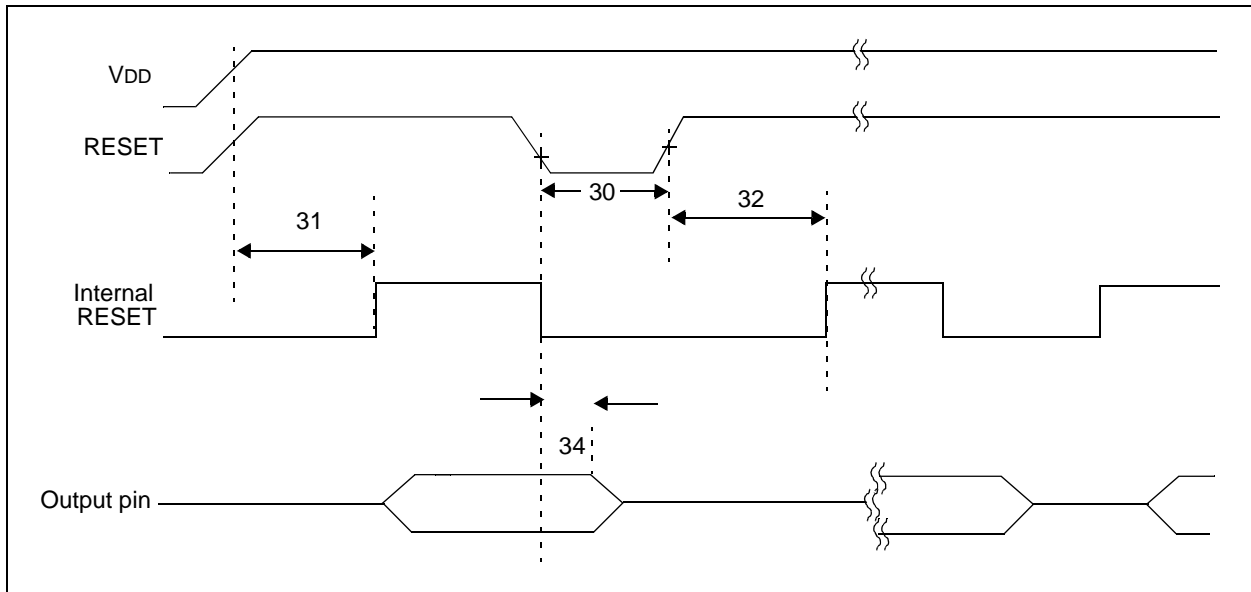 VDD
RESET
30
32
31
Internal
RESET
34
Output pin